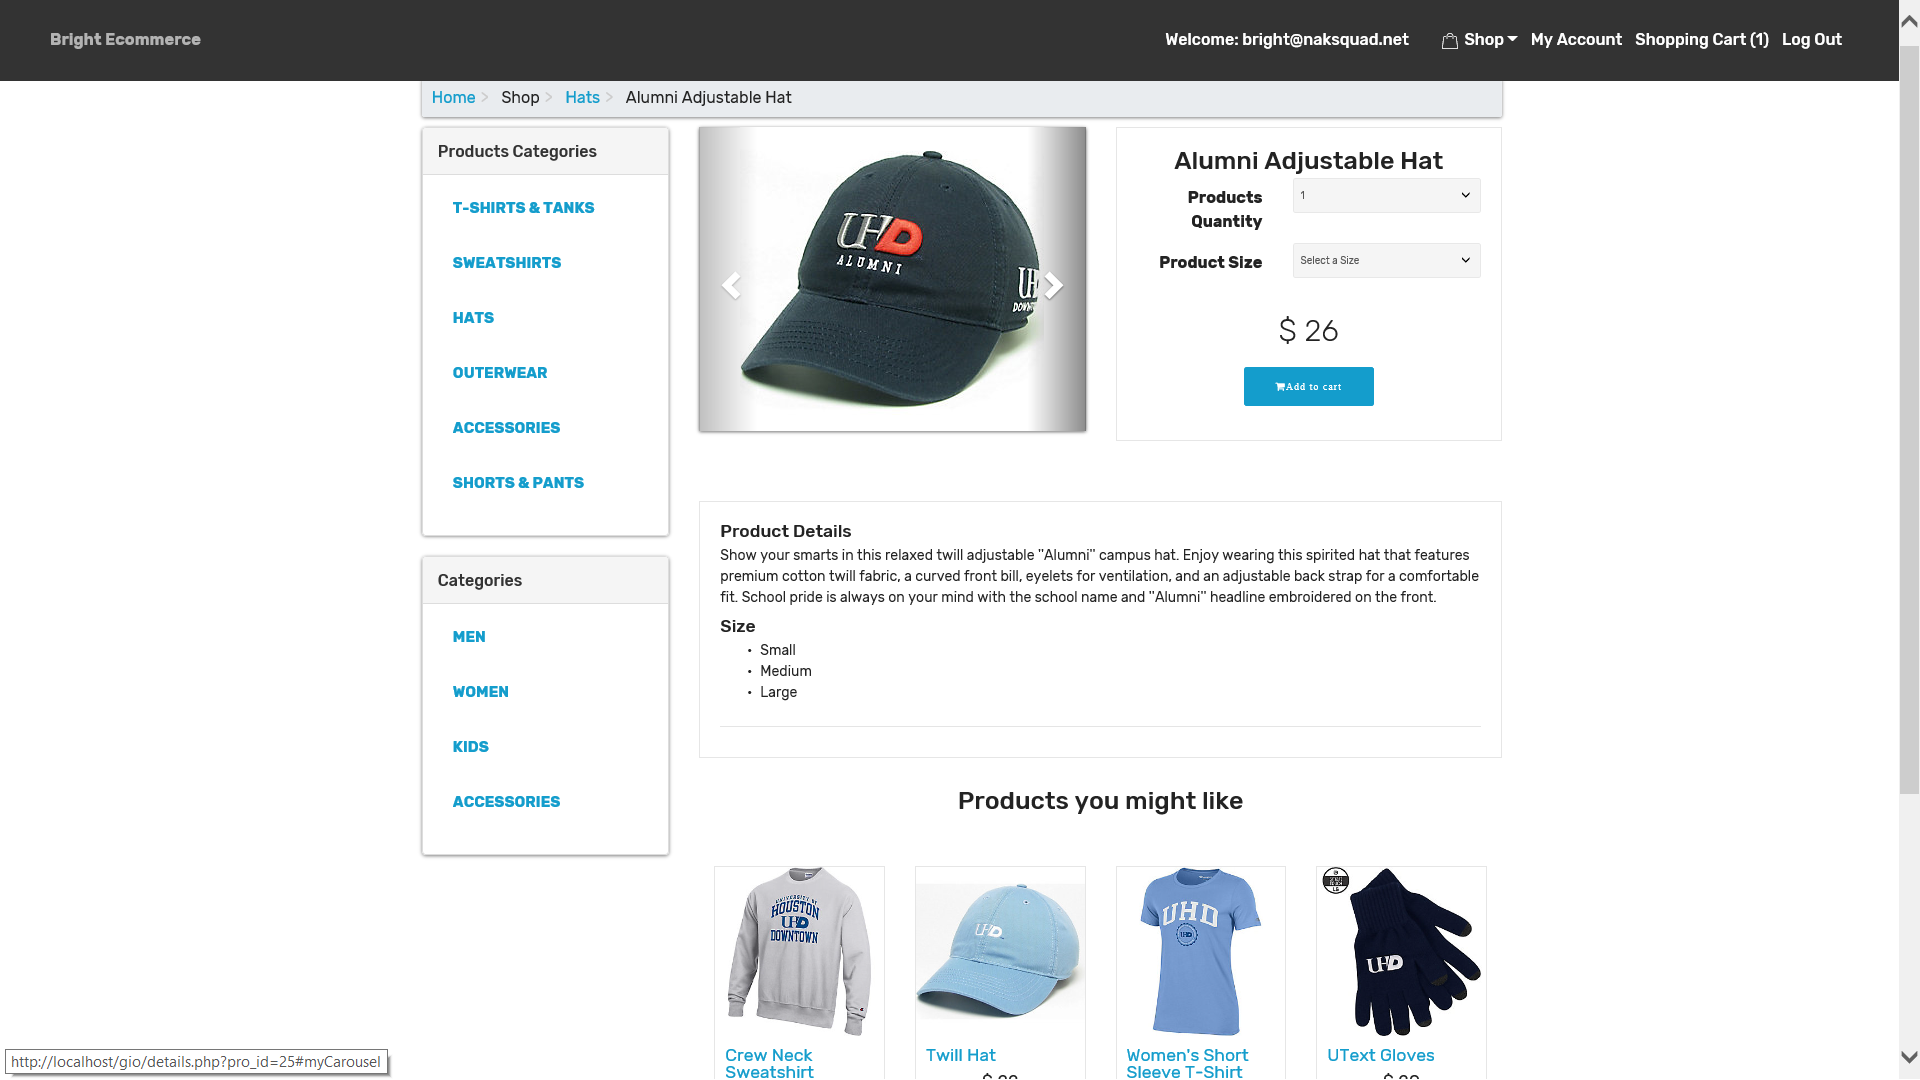 Bright Ecommerce
Welcome: bright@naksquad.net
Shop
My Account
Shopping Cart (1)
Log Out
Home > Shop > Hats > Alumni Adjustable Hat
Products Categories
T-SHIRTS & TANKS
SWEATSHIRTS
HATS
OUTERWEAR
ACCESSORIES
SHORTS & PANTS
Categories
MEN
WOMEN
KIDS
ACCESSORIES
UHD
ALUMNI
UH
DOWN
Alumni Adjustable Hat
Products
Quantity
1
Product Size
Select a Size
$ 26
Add to cart
Product Details
Show your smarts in this relaxed twill adjustable "Alumni" campus hat. Enjoy wearing this spirited hat that features
premium cotton twill fabric, a curved front bill, eyelets for ventilation, and an adjustable back strap for a comfortable
fit. School pride is always on your mind with the school name and "Alumni" headline embroidered on the front.
Size
• Small
• Medium
• Large
Products you might like
UNIVERSITY OF
HOUSTON
UHD
DOWNTOWN
Crew Neck
Sweatshirt
UHD
Twill Hat
UHD
UHD
Women's Short
Sleeve T-Shirt
UHD
UText Gloves
http://localhost/gio/details.php?pro_id=25#myCarousel